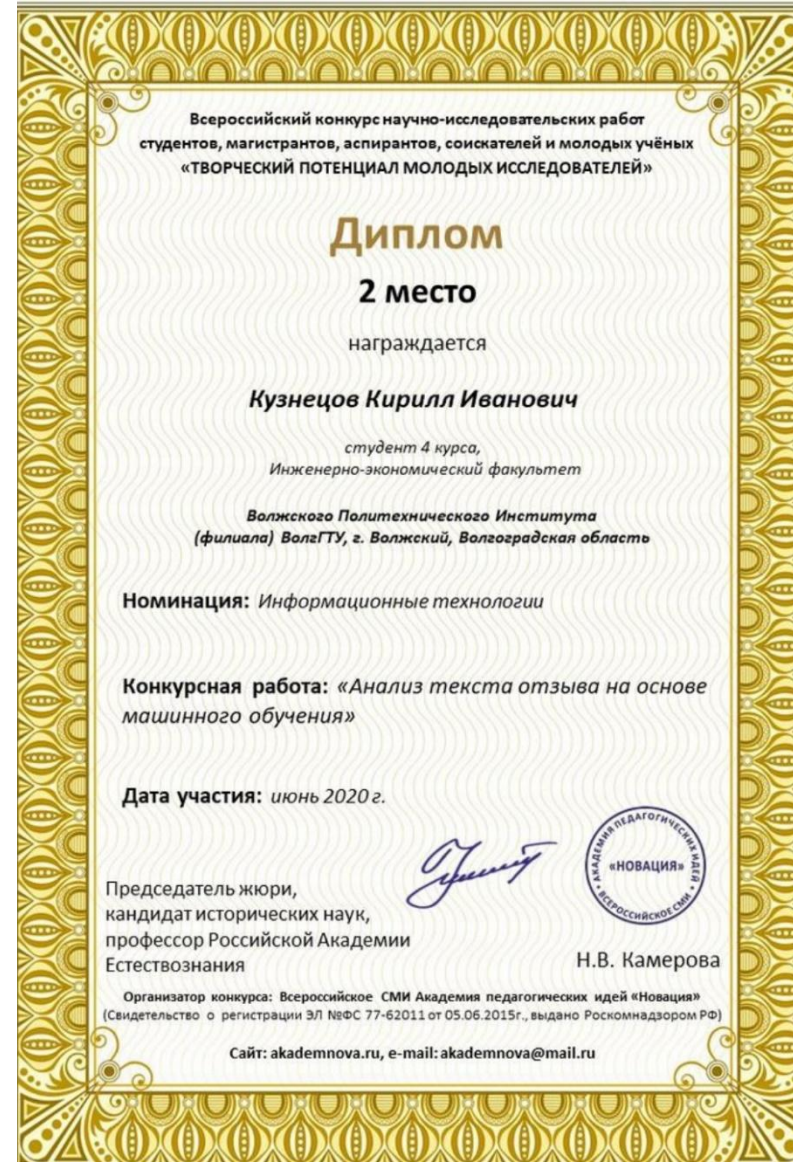 Всероссийский конкурс научно-исследовательских работ
студентов, магистрантов, аспирантов, соискателей и молодых учёных
«ТВОРЧЕСКИЙ ПОТЕНЦИАЛ МОЛОДЫХ ИССЛЕДОВАТЕЛЕЙ»
Диплом
2 место
награждается
Кузнецов Кирилл Иванович
студент 4 курса,
Инженерно-экономический факультет
Волжского Политехнического Института
(филиала) ВолгГТУ, г. Волжский, Волгоградская область
Номинация: Информационные технологии
Конкурсная работа: «Анализ текста отзыва на основе
машинного обучения»
Дата участия: июнь 2020 г.
АКАДЕМИЯ ПЕДАГОГИЧЕСКИХ ИДЕЙ
«НОВАЦИЯ»
ВСЕРОССИЙСКОЕ СМИ
Председатель жюри,
кандидат исторических наук,
профессор Российской Академии
Естествознания
Н.В. Камерова
Организатор конкурса: Всероссийское СМИ Академия педагогических идей «Новация»
(Свидетельство о регистрации ЭЛ №ФС 77-62011 от 05.06.2015г., выдано Роскомнадзором РФ)
Сайт: akademnova.ru, e-mail: akademnova@mail.ru